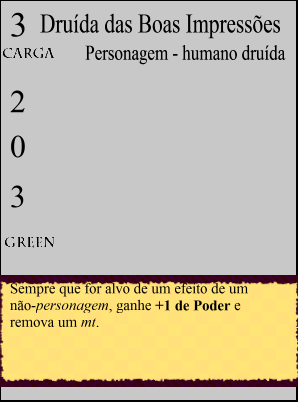 3 Druída das Boas Impressões
CARGA Personagem - humano druída
2
0
3
GREEN
Sempre que for alvo de um efeito de um
não-personagem, ganhe +1 de Poder e
remova um mt.